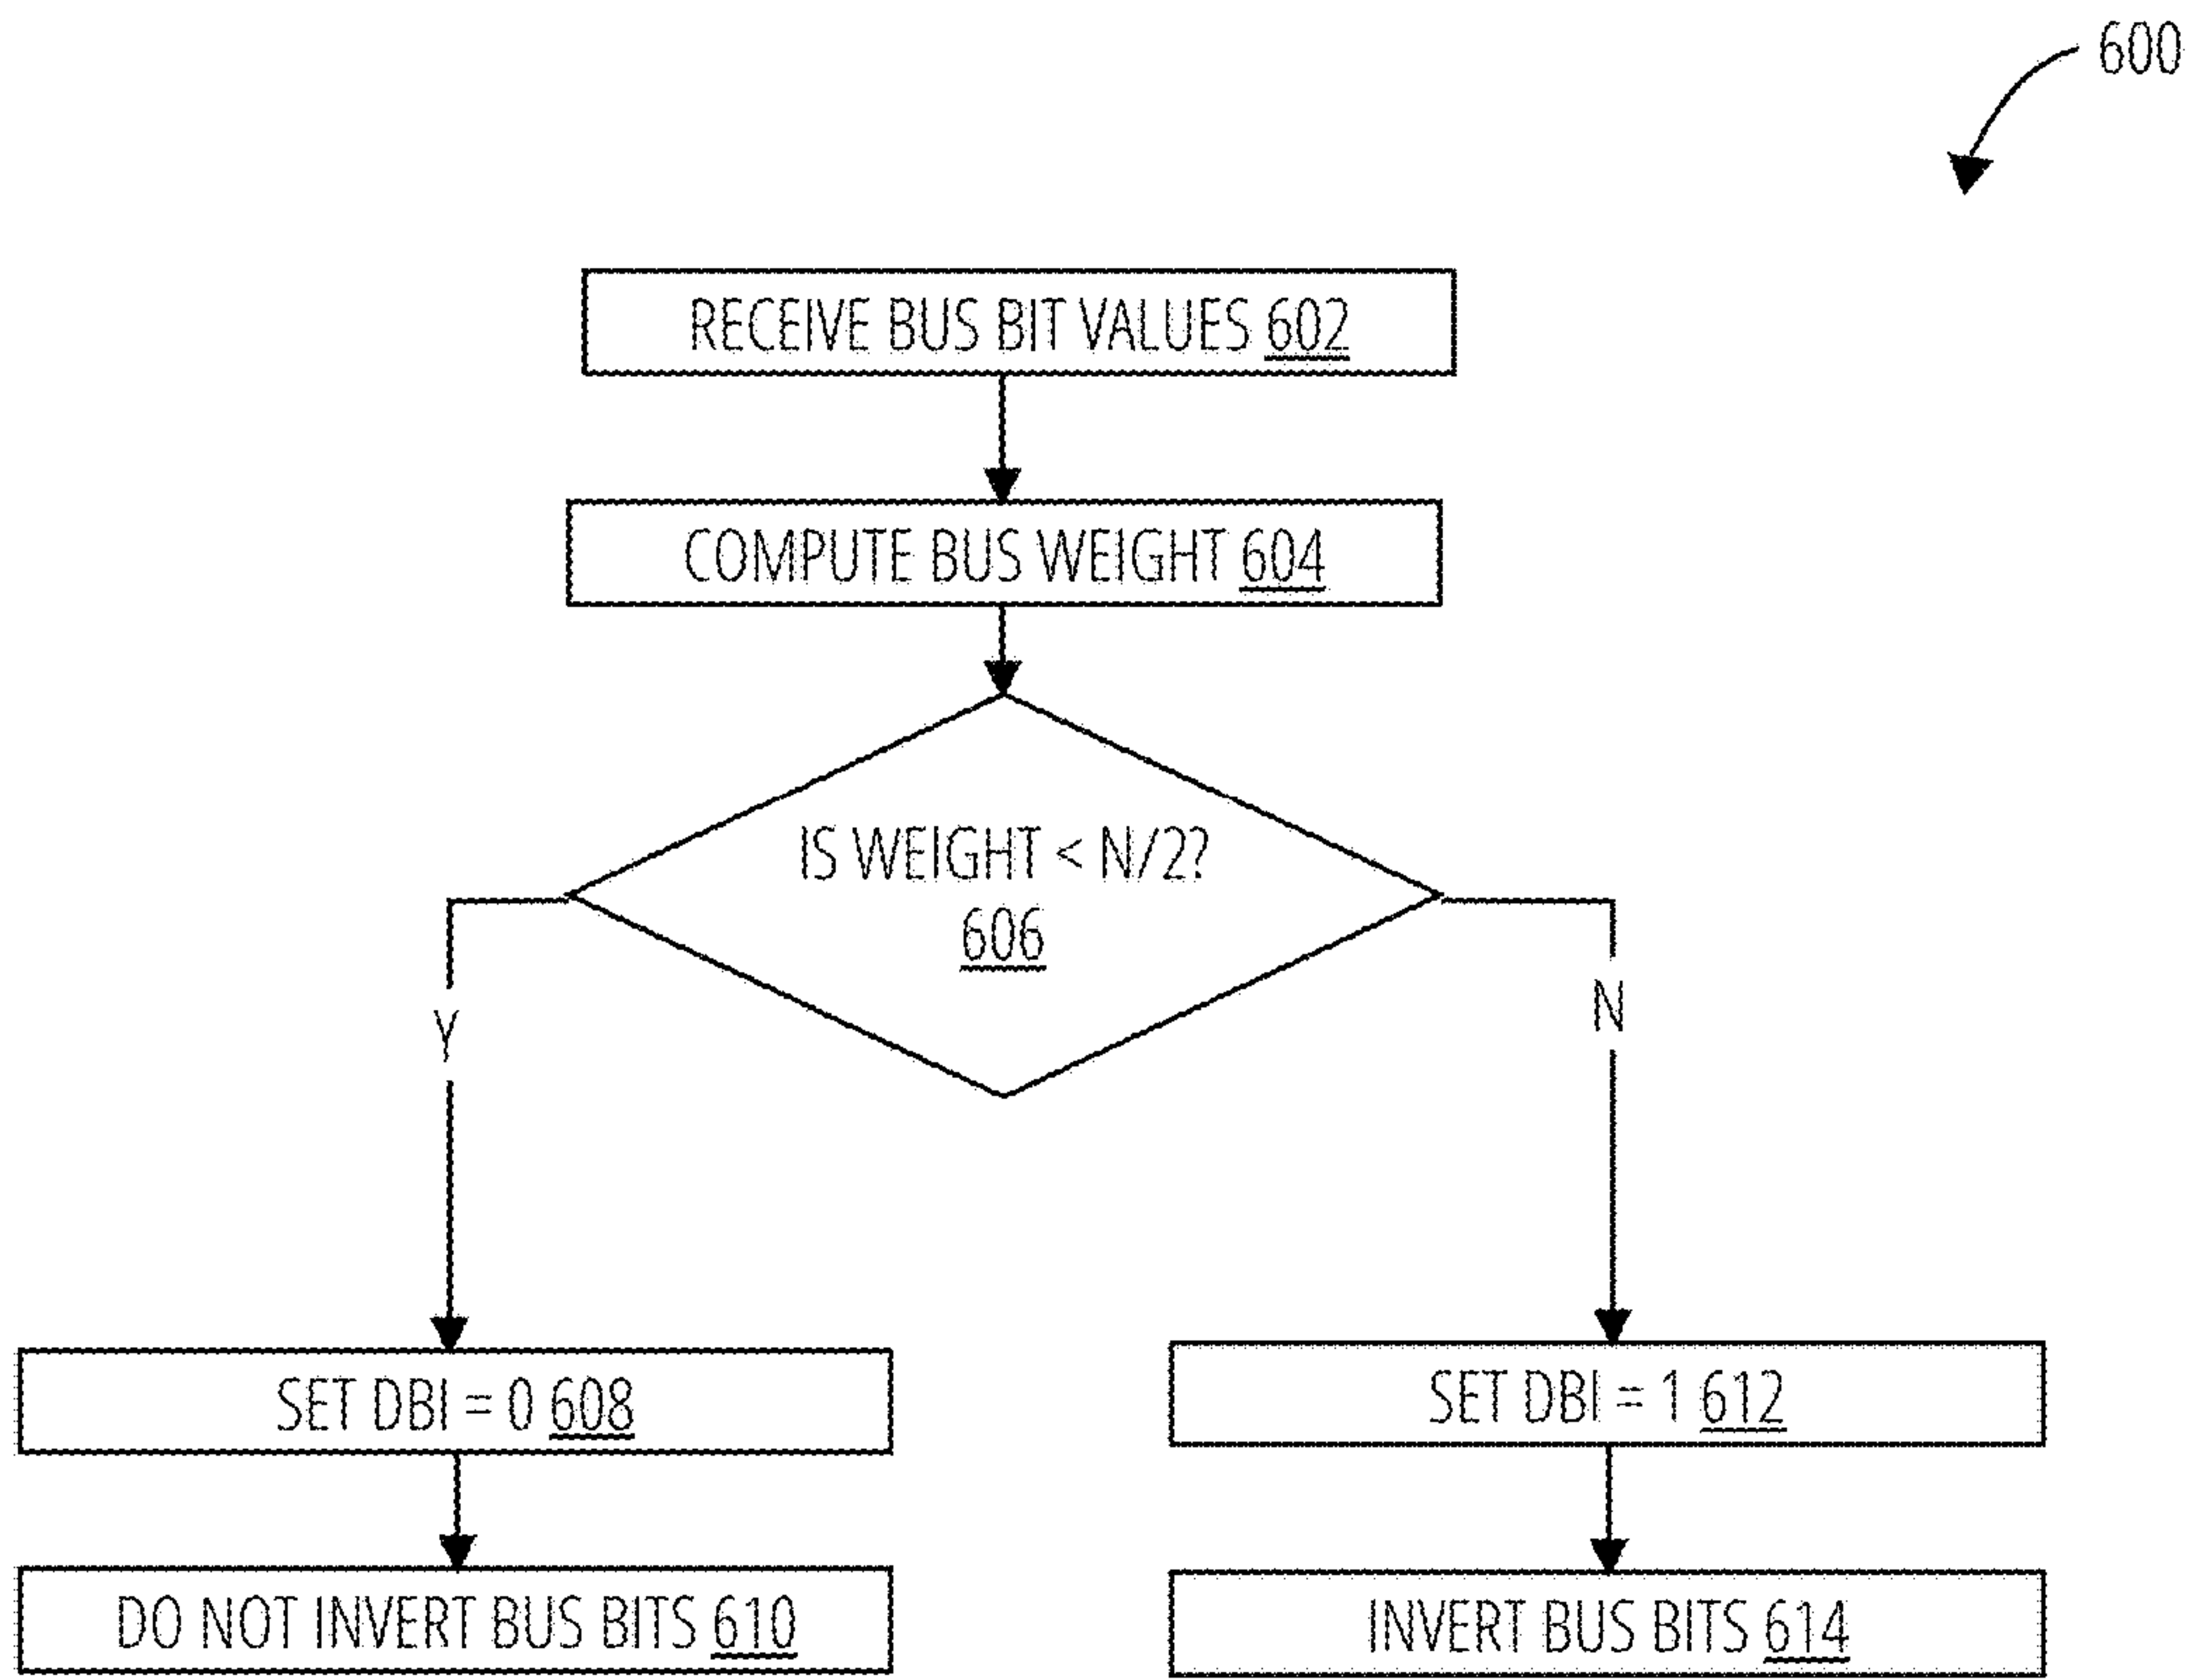 600
RECEIVE BUS BIT VALUES 602
COMPUTE BUS WEIGHT 604
IS WEIGHT < N/2?
606
Y
N
SET DBI = 0 608
SET DBI = 1 612
DO NOT INVERT BUS BITS 610
INVERT BUS BITS 614